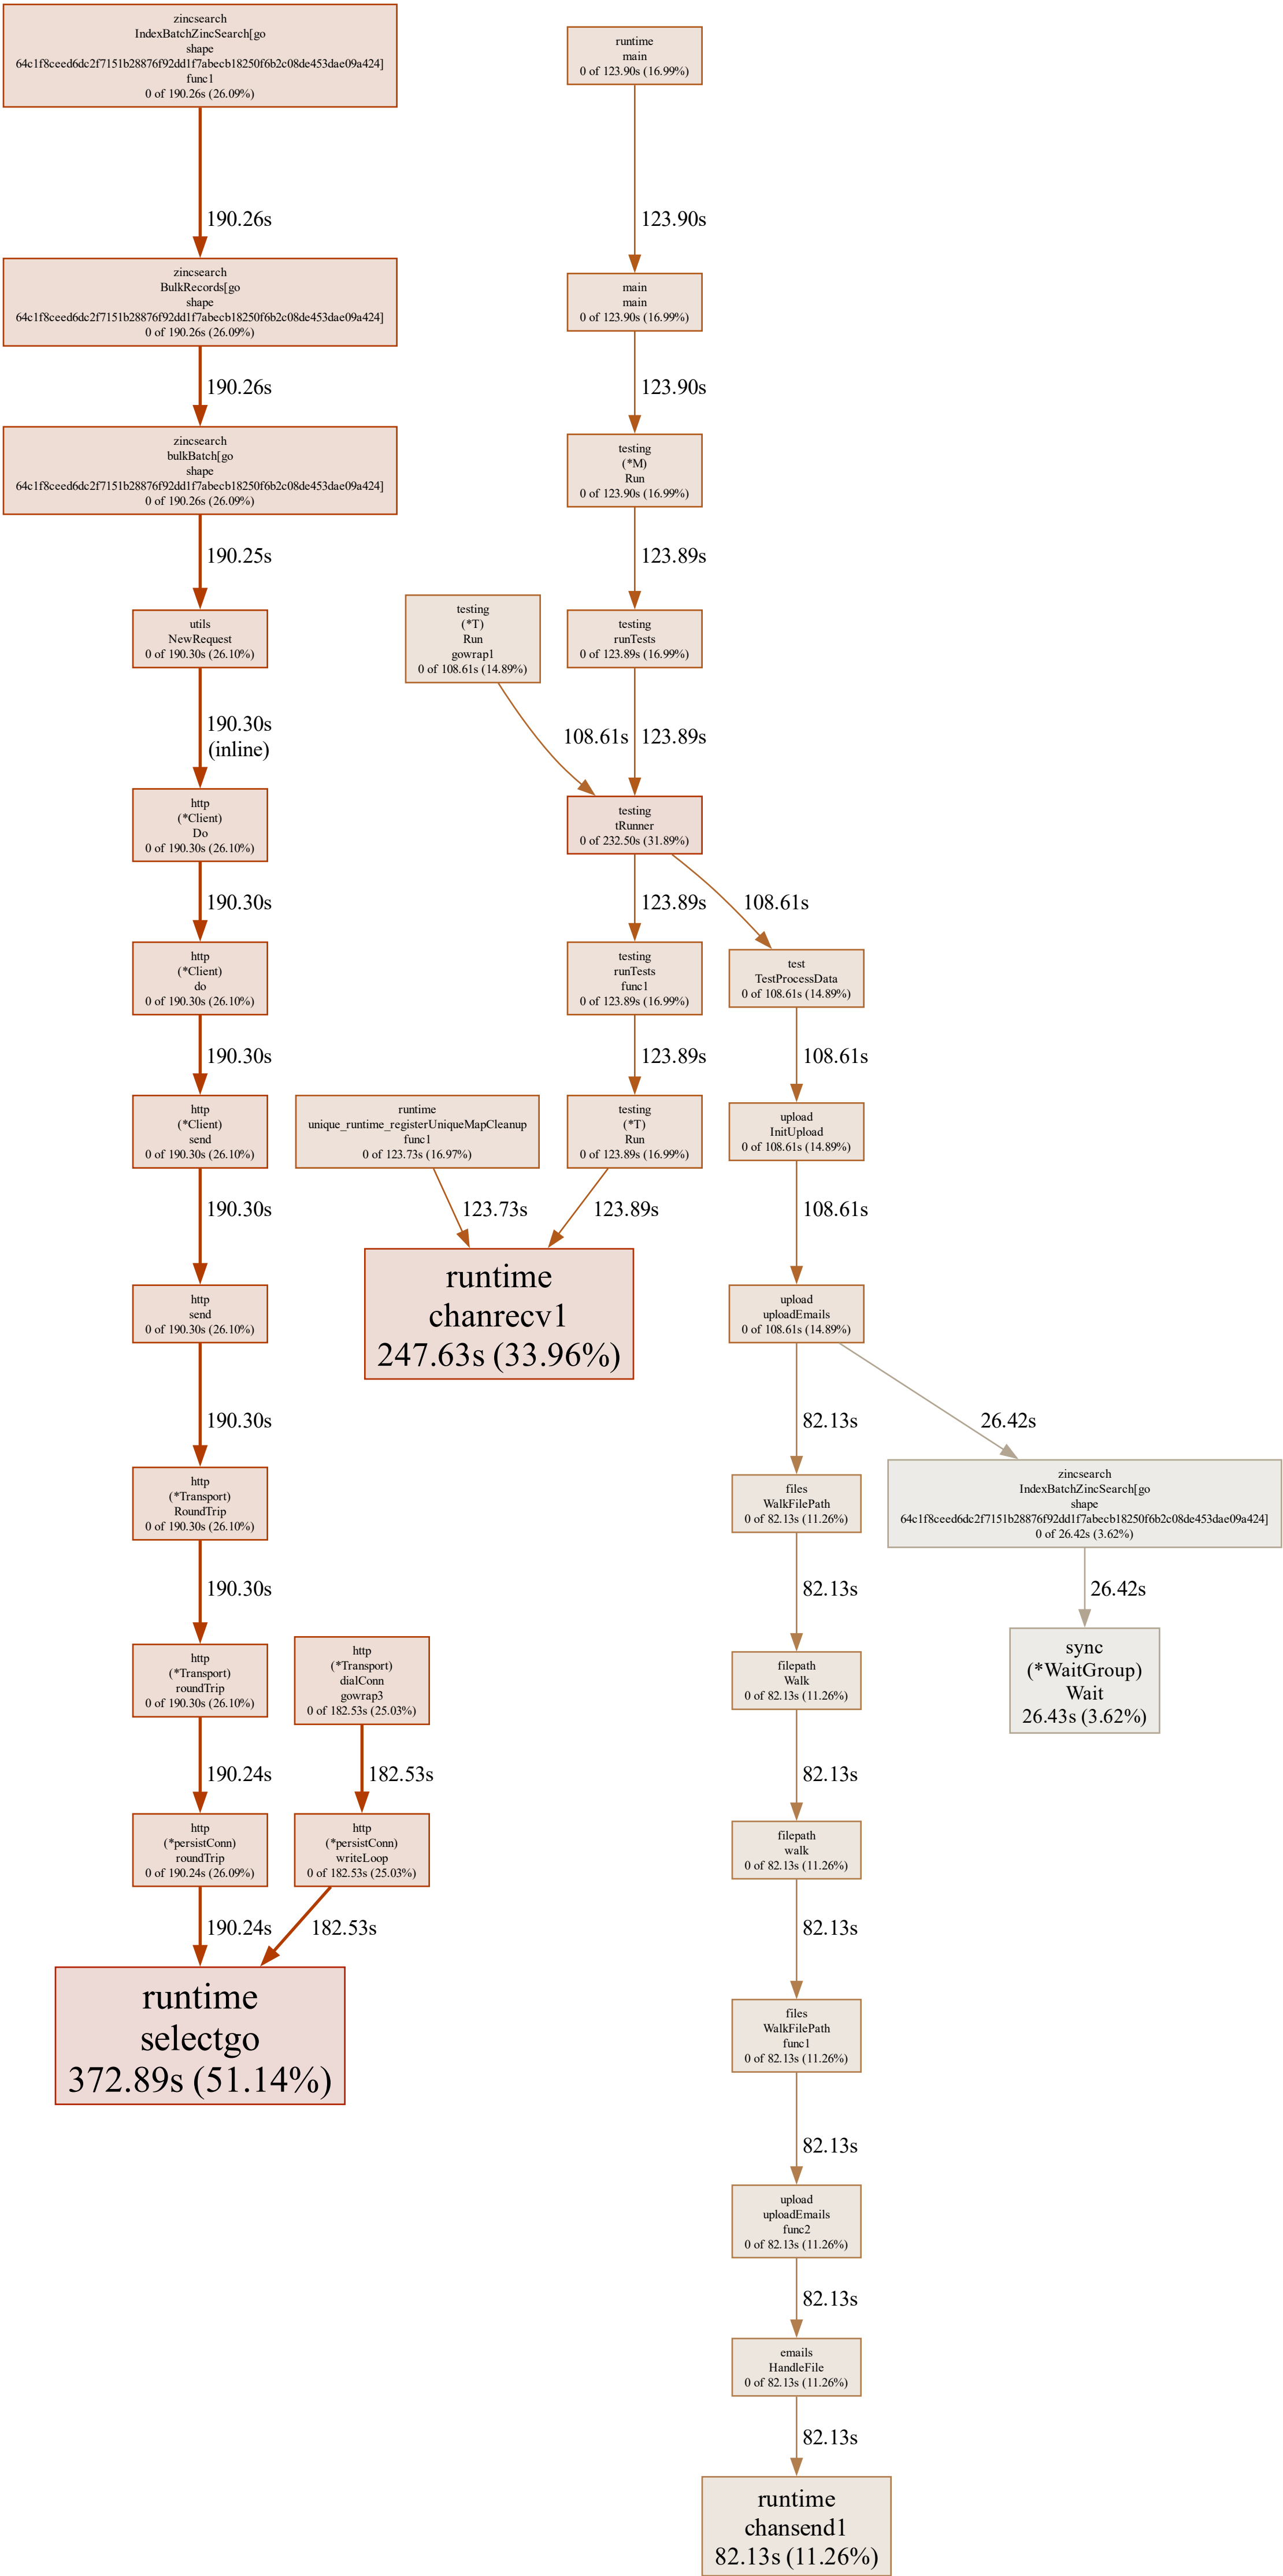 zincsearch
IndexBatchZincSearch[go
shape
64c1f8ceed6dc2f7151b28876f92dd1f7abecb18250f6b2c08de453dae09a424]
func1
0 of 190.26s (26.09%)
190.26s
zincsearch
BulkRecords[go
shape
64c1f8ceed6dc2f7151b28876f92dd1f7abecb18250f6b2c08de453dae09a424]
0 of 190.26s (26.09%)
190.26s
zincsearch
bulkBatch[go
shape
64c1f8ceed6dc2f7151b28876f92dd1f7abecb18250f6b2c08de453dae09a424]
0 of 190.26s (26.09%)
190.25s
utils
NewRequest
0 of 190.30s (26.10%)
190.30s
(inline)
http
(*Client)
Do
0 of 190.30s (26.10%)
190.30s
http
(*Client)
do
0 of 190.30s (26.10%)
190.30s
http
(*Client)
send
0 of 190.30s (26.10%)
190.30s
http
send
0 of 190.30s (26.10%)
190.30s
http
(*Transport)
RoundTrip
0 of 190.30s (26.10%)
190.30s
http
(*Transport)
roundTrip
0 of 190.30s (26.10%)
190.24s
http
(*persistConn)
roundTrip
0 of 190.24s (26.09%)
190.24s
http
(*Transport)
dialConn
gowrap3
0 of 182.53s (25.03%)
182.53s
http
(*persistConn)
writeLoop
0 of 182.53s (25.03%)
182.53s
runtime
selectgo
372.89s (51.14%)
runtime
main
0 of 123.90s (16.99%)
123.90s
main
main
0 of 123.90s (16.99%)
123.90s
testing
(*M)
Run
0 of 123.90s (16.99%)
123.89s
testing
(*T)
Run
gowrap1
0 of 108.61s (14.89%)
108.61s
testing
runTests
0 of 123.89s (16.99%)
123.89s
testing
tRunner
0 of 232.50s (31.89%)
123.89s
108.61s
testing
runTests
func1
0 of 123.89s (16.99%)
123.89s
runtime
unique_runtime_registerUniqueMapCleanup
func1
0 of 123.73s (16.97%)
123.73s
testing
(*T)
Run
0 of 123.89s (16.99%)
123.89s
runtime
chanrecv1
247.63s (33.96%)
test
TestProcessData
0 of 108.61s (14.89%)
108.61s
upload
InitUpload
0 of 108.61s (14.89%)
108.61s
upload
uploadEmails
0 of 108.61s (14.89%)
82.13s
26.42s
files
WalkFilePath
0 of 82.13s (11.26%)
82.13s
zincsearch
IndexBatchZincSearch[go
shape
64c1f8ceed6dc2f7151b28876f92dd1f7abecb18250f6b2c08de453dae09a424]
0 of 26.42s (3.62%)
26.42s
sync
(*WaitGroup)
Wait
26.43s (3.62%)
filepath
Walk
0 of 82.13s (11.26%)
82.13s
filepath
walk
0 of 82.13s (11.26%)
82.13s
files
WalkFilePath
func1
0 of 82.13s (11.26%)
82.13s
upload
uploadEmails
func2
0 of 82.13s (11.26%)
82.13s
emails
HandleFile
0 of 82.13s (11.26%)
82.13s
runtime
chansend1
82.13s (11.26%)